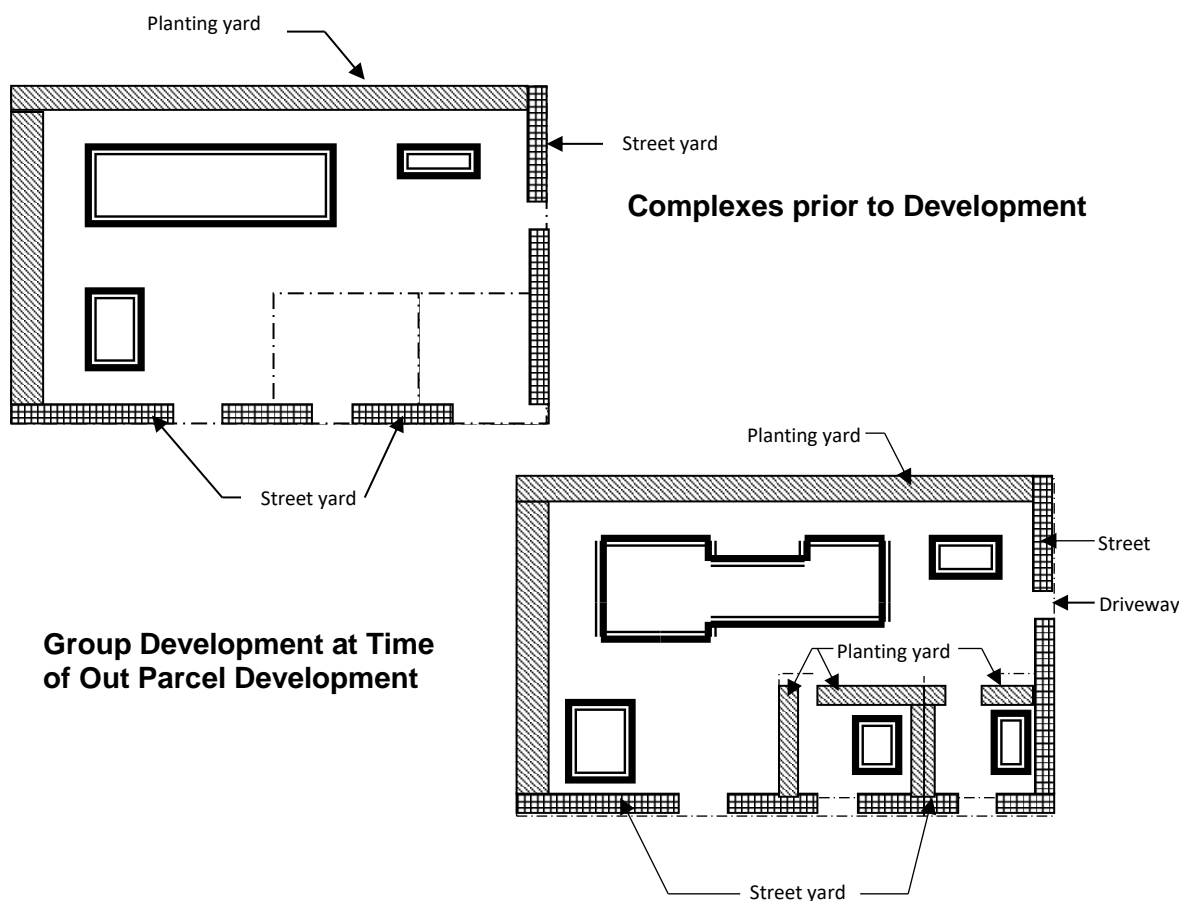 Planting yard
Street yard
Complexes prior to Development
Street yard
Planting yard
Street
Driveway
Group Development at Time
of Out Parcel Development
Planting yard
Street yard